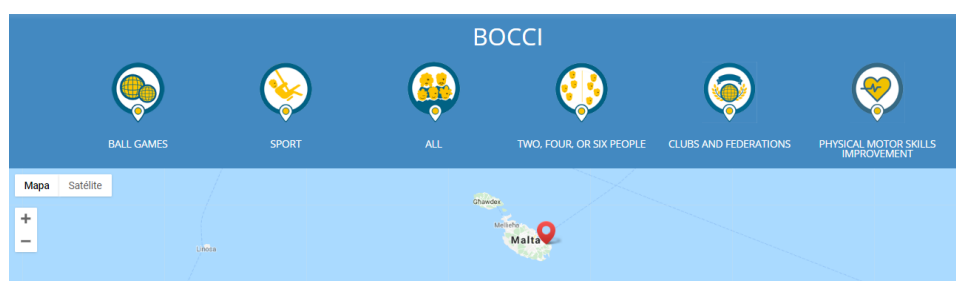 BOCCI
BALL GAMES
SPORT
ALL
TWO, FOUR, OR SIX PEOPLE
CLUBS AND FEDERATIONS
PHYSICAL MOTOR SKILLS
IMPROVEMENT
Mapa
Satélite
+
−
Għawdex
Mellieħa
Malta
Linosa